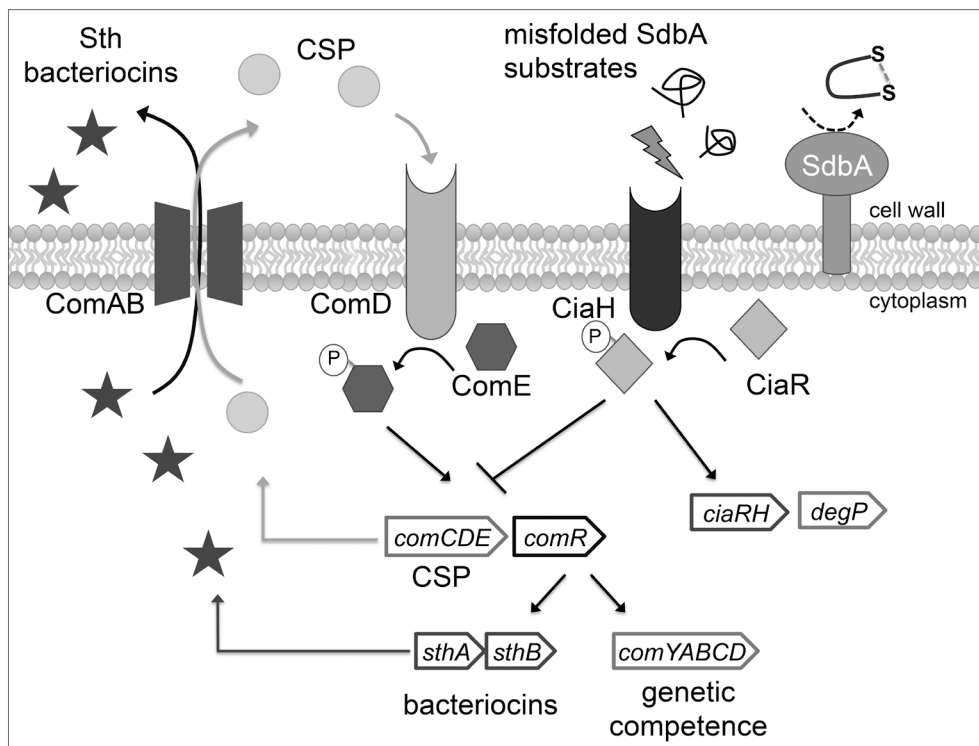 Sth
bacteriocins
CSP
misfolded SdbA
substrates
S
S
SdbA
cell wall
ComAB
ComD
CiaH
cytoplasm
P
P
ComE
CiaR
ciaRH
degP
comCDE
comR
CSP
sthA
sthB
comYABCD
bacteriocins
genetic
competence